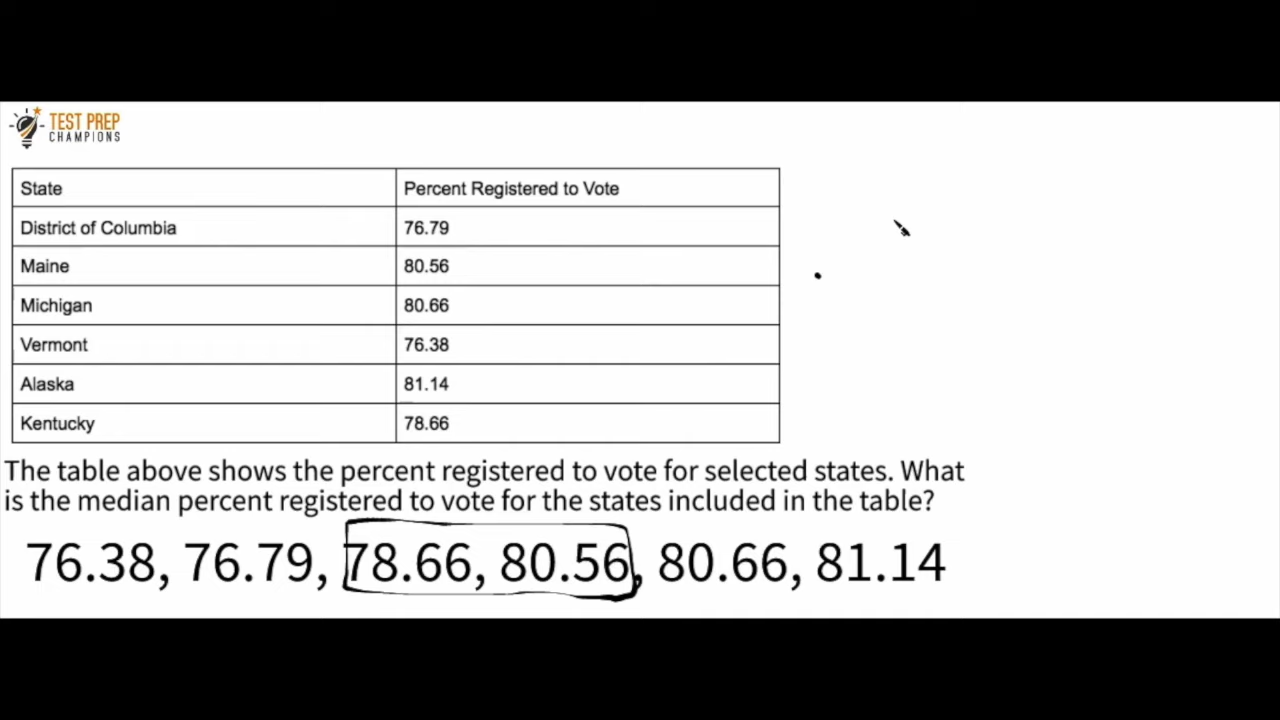 TEST PREP
CHAMPIONS
State Percent Registered to Vote
District of Columbia 76.79
Maine 80.56
Michigan 80.66
Vermont 76.38
Alaska 81.14
Kentucky 78.66
The table above shows the percent registered to vote for selected states. What
is the median percent registered to vote for the states included in the table?
76.38, 76.79, 78.66, 80.56, 80.66, 81.14